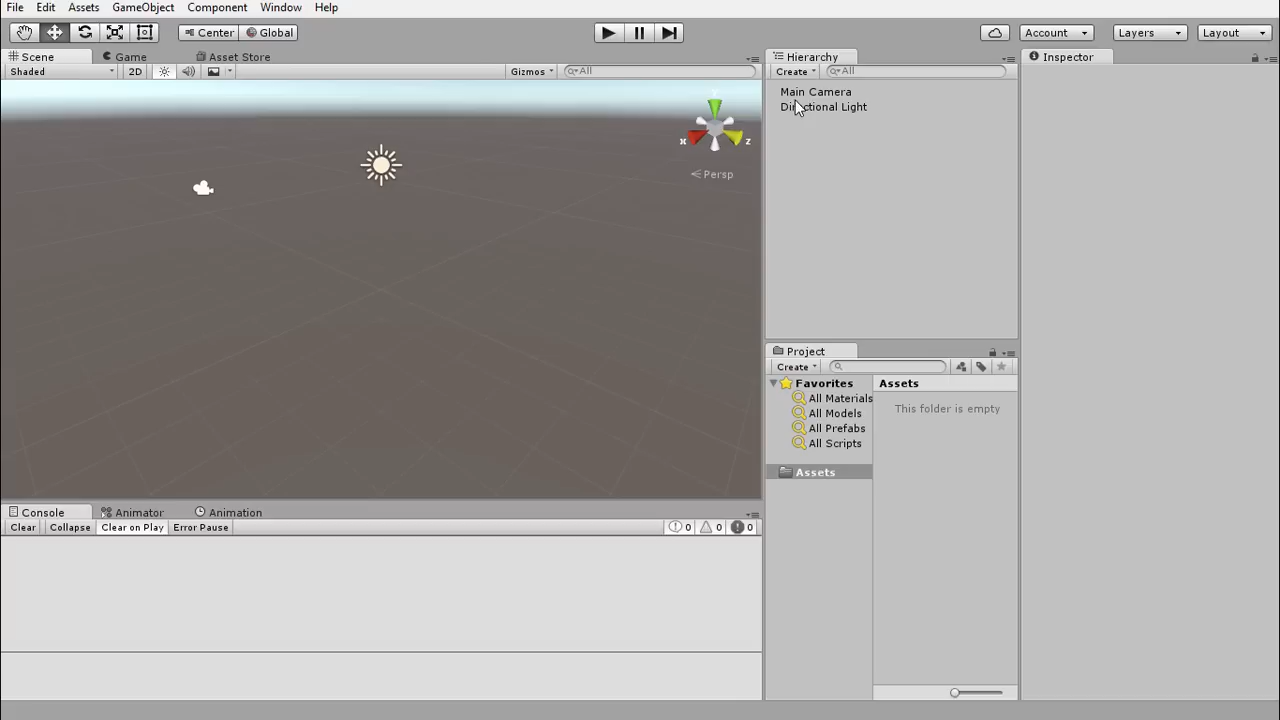 File Edit Assets GameObject Component Window Help
Center Global Account Layers Layout
Scene Game Asset Store
Shaded 2D Gizmos All
y
x z
Persp
Hierarchy
Create All
Main Camera
Directional Light
Inspector
Project
Create
Favorites
All Materials
All Models
All Prefabs
All Scripts
Assets
Assets
This folder is empty
Console Animator Animation
Clear Collapse Clear on Play Error Pause 0 0 0